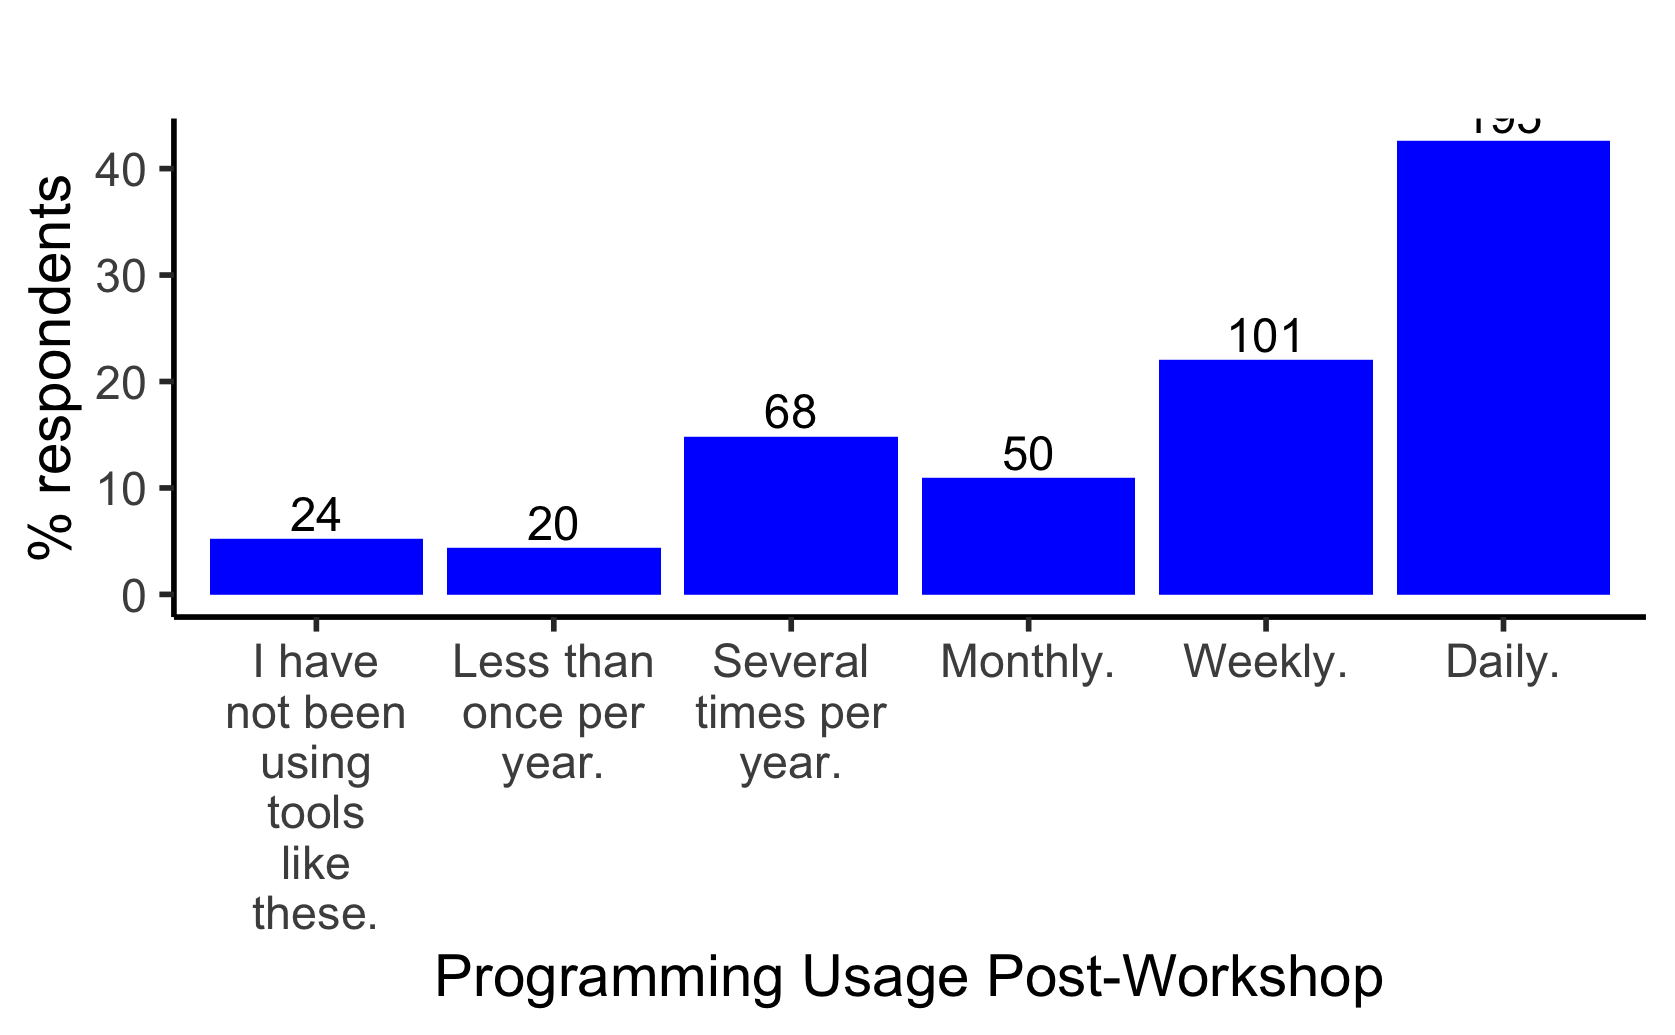 % respondents
40
30
20
10
0
24
20
68
50
101
195
I have
not been
using
tools
like
these.
Less than
once per
year.
Several
times per
year.
Monthly.
Weekly.
Daily.
Programming Usage Post-Workshop